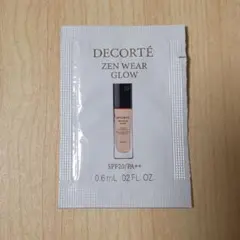 DECORTÉ
ZEN WEAR
GLOW
SPF20/PA++
0.6 mL .02 FL. OZ.